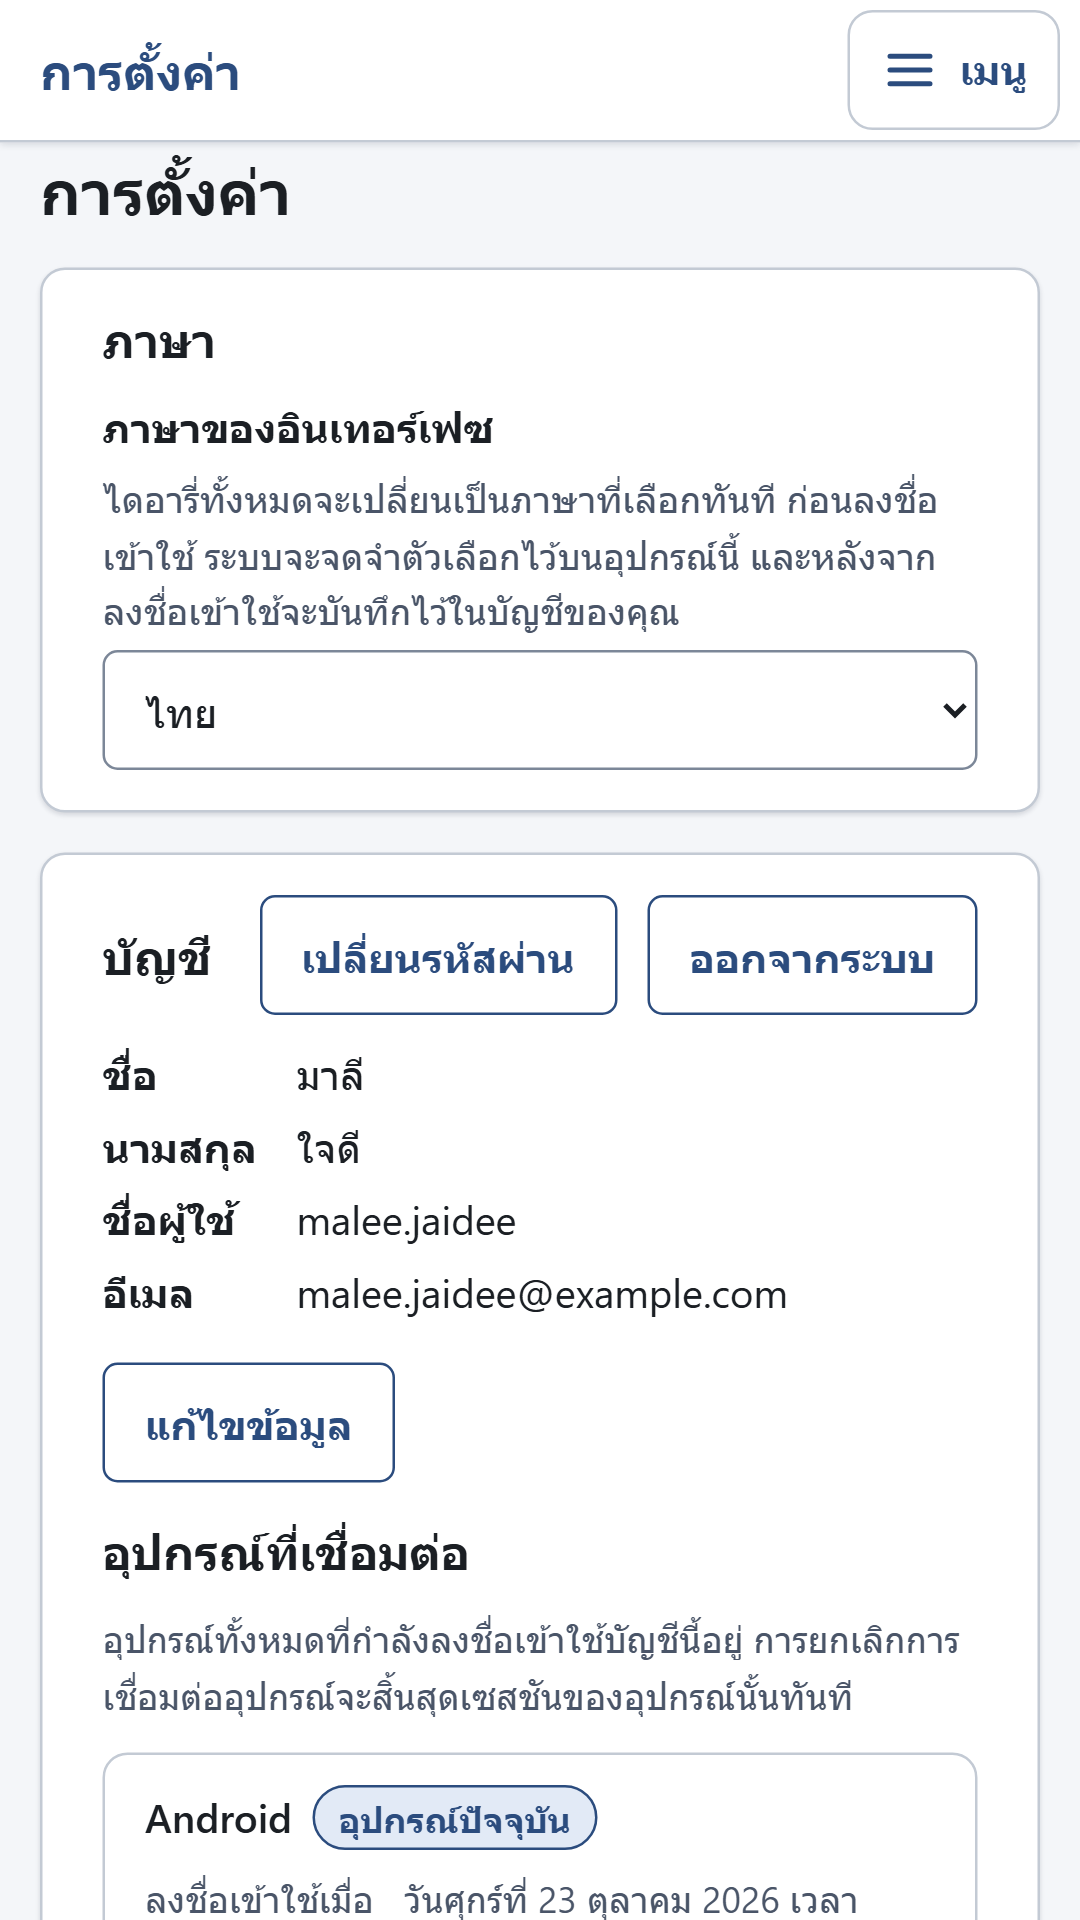 การตั้งค่า
เมนู
การตั้งค่า
ภาษา
ภาษาของอินเทอร์เฟซ
ไดอารี่ทั้งหมดจะเปลี่ยนเป็นภาษาที่เลือกทันที ก่อนลงชื่อ
เข้าใช้ ระบบจะจดจำตัวเลือกไว้บนอุปกรณ์นี้ และหลังจาก
ลงชื่อเข้าใช้จะบันทึกไว้ในบัญชีของคุณ
ไทย
บัญชี
เปลี่ยนรหัสผ่าน
ออกจากระบบ
ชื่อ มาลี
นามสกุล ใจดี
ชื่อผู้ใช้ malee.jaidee
อีเมล malee.jaidee@example.com
แก้ไขข้อมูล
อุปกรณ์ที่เชื่อมต่อ
อุปกรณ์ทั้งหมดที่กำลังลงชื่อเข้าใช้บัญชีนี้อยู่ การยกเลิกการ
เชื่อมต่ออุปกรณ์จะสิ้นสุดเซสชันของอุปกรณ์นั้นทันที
Android อุปกรณ์ปัจจุบัน
ลงชื่อเข้าใช้เมื่อ วันศุกร์ที่ 23 ตุลาคม 2026 เวลา